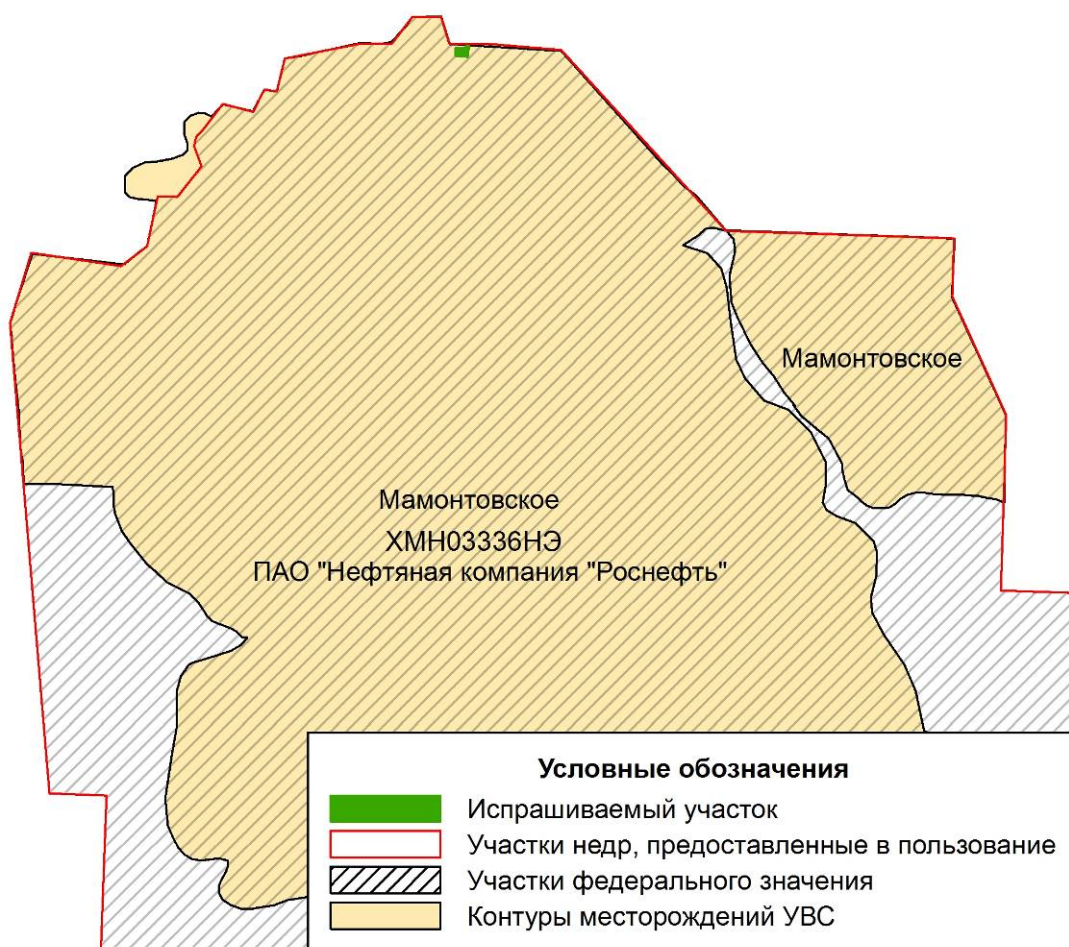 Мамонтовское
Мамонтовское
ХМН03336НЭ
ПАО "Нефтяная компания "Роснефть"
Условные обозначения
Испрашиваемый участок
Участки недр, предоставленные в пользование
Участки федерального значения
Контуры месторождений УВС